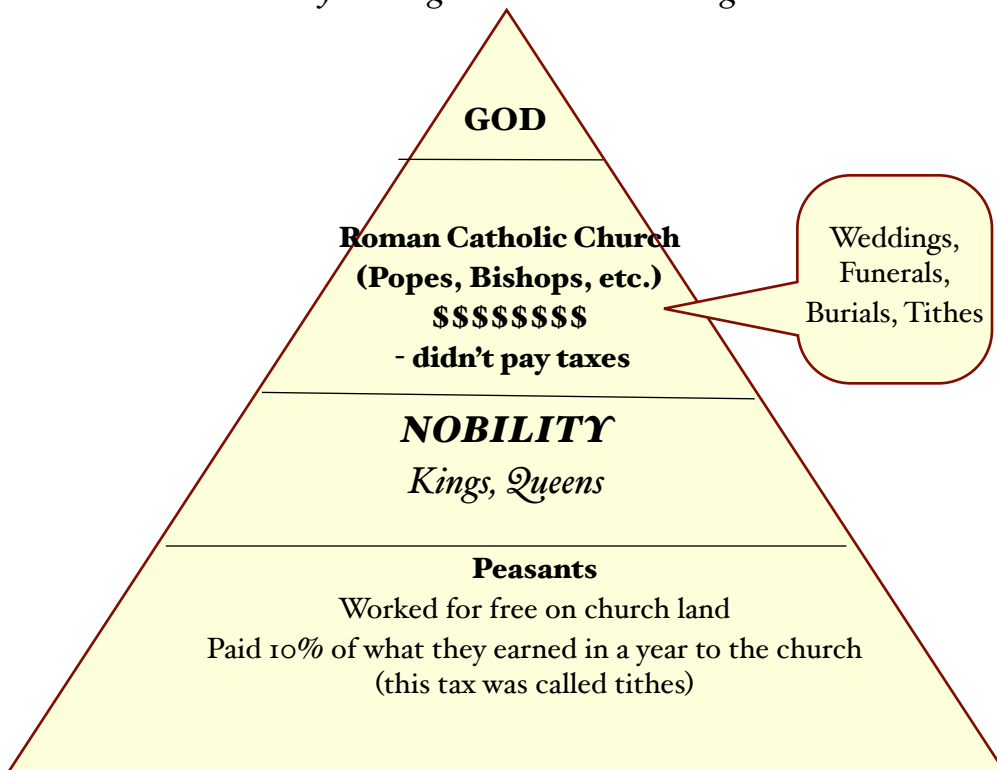 GOD
Roman Catholic Church
(Popes, Bishops, etc.)
$$$$$$$$
- didn't pay taxes
Weddings,
Funerals,
Burials, Tithes
NOBILITY
Kings, Queens
Peasants
Worked for free on church land
Paid 10% of what they earned in a year to the church
(this tax was called tithes)